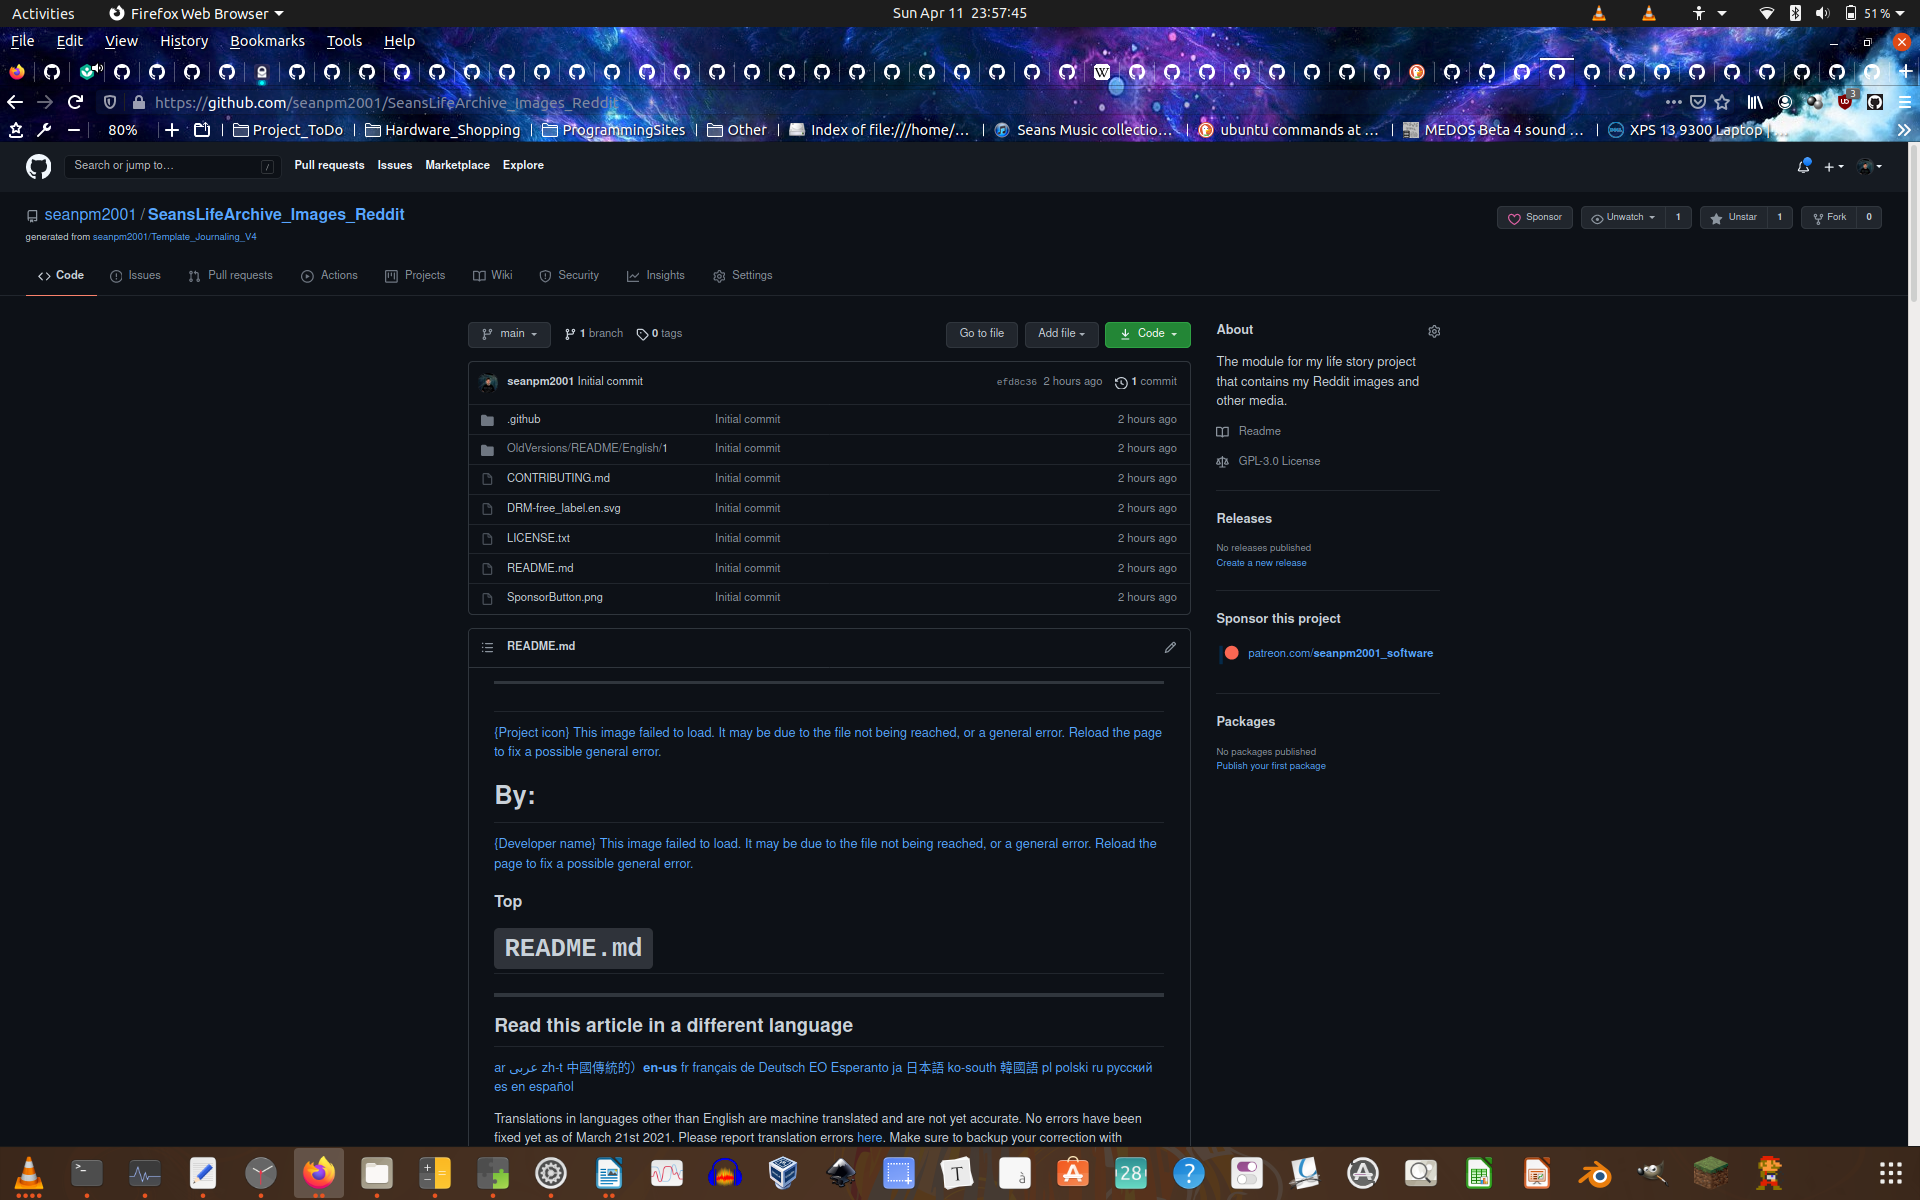 Activities
Firefox Web Browser
Sun Apr 11 23:57:45
51 %
File Edit View History Bookmarks Tools Help
https://github.com/seanpm2001/SeansLifeArchive_Images_Reddit
3
80%
Project_ToDo
Hardware_Shopping
ProgrammingSites
Other
Index of file:///home/...
Seans Music collectio...
ubuntu commands at ...
MEDOS Beta 4 sound ...
XPS 13 9300 Laptop |
Search or jump to...
/
Pull requests Issues Marketplace Explore
seanpm2001 / SeansLifeArchive_Images_Reddit
generated from seanpm2001/Template_Journaling_V4
Sponsor
Unwatch 1
Unstar 1
Fork 0
Code Issues Pull requests Actions Projects Wiki Security Insights Settings
main 1 branch 0 tags Go to file Add file Code
seanpm2001 Initial commit efd8c36 2 hours ago 1 commit
.github Initial commit 2 hours ago
OldVersions/README/English/1 Initial commit 2 hours ago
CONTRIBUTING.md Initial commit 2 hours ago
DRM-free_label.en.svg Initial commit 2 hours ago
LICENSE.txt Initial commit 2 hours ago
README.md Initial commit 2 hours ago
SponsorButton.png Initial commit 2 hours ago
README.md
{Project icon} This image failed to load. It may be due to the file not being reached, or a general error. Reload the page
to fix a possible general error.
By:
{Developer name} This image failed to load. It may be due to the file not being reached, or a general error. Reload the
page to fix a possible general error.
Top
README.md
Read this article in a different language
ar عربى zh-t 中國傳統的） en-us fr français de Deutsch EO Esperanto ja 日本語 ko-south 韓國語 pl polski ru русский
es en español
Translations in languages other than English are machine translated and are not yet accurate. No errors have been
fixed yet as of March 21st 2021. Please report translation errors here. Make sure to backup your correction with
About
The module for my life story project
that contains my Reddit images and
other media.
Readme
GPL-3.0 License
Releases
No releases published
Create a new release
Sponsor this project
patreon.com/seanpm2001_software
Packages
No packages published
Publish your first package